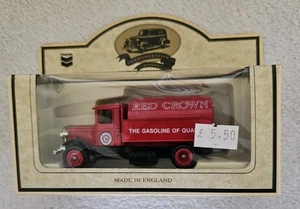 RED CROWN
THE GASOLINE OF QUA
£ 5.50
MADE IN ENGLAND